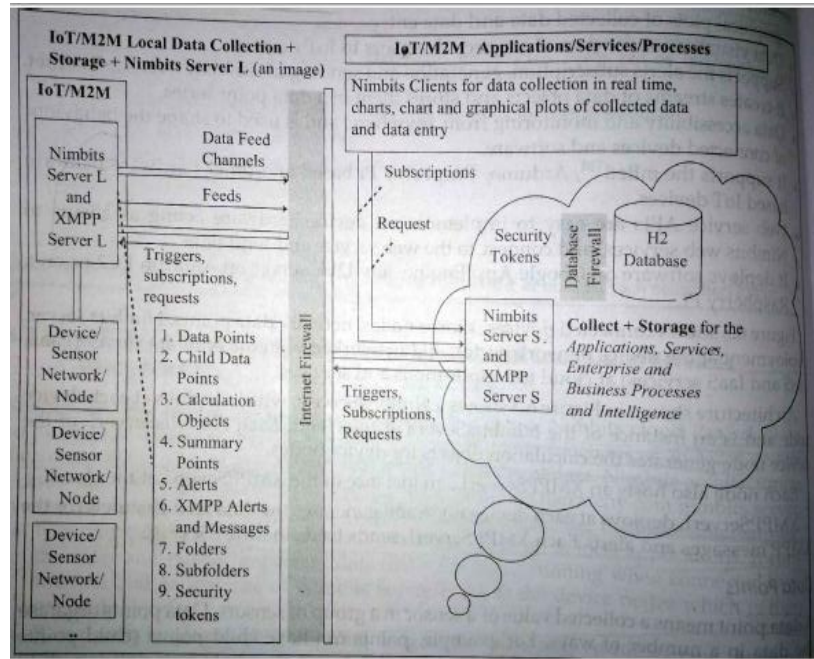 IoT/M2M Local Data Collection +
Storage + Nimbits Server L (an image)
IoT/M2M
Nimbits
Server L
and
XMPP
Server L
Data Feed
Channels
Feeds
Triggers,
subscriptions,
requests
Device/
Sensor
Network/
Node
Device/
Sensor
Network/
Node
Device/
Sensor
Network/
Node
..
1. Data Points
2. Child Data
Points
3. Calculation
Objects
4. Summary
Points
5. Alerts
6. XMPP Alerts
and Messages
7. Folders
8. Subfolders
9. Security
tokens
Internet Firewall
IoT/M2M Applications/Services/Processes
Nimbits Clients for data collection in real time,
charts, chart and graphical plots of collected data
and data entry
Subscriptions
Request
Security
Tokens
Database
Firewall
H2
Database
Nimbits
Server S
and
XMPP
Server S
Collect + Storage for the
Applications, Services,
Enterprise and
Business Processes
and Intelligence
Triggers,
Subscriptions,
Requests